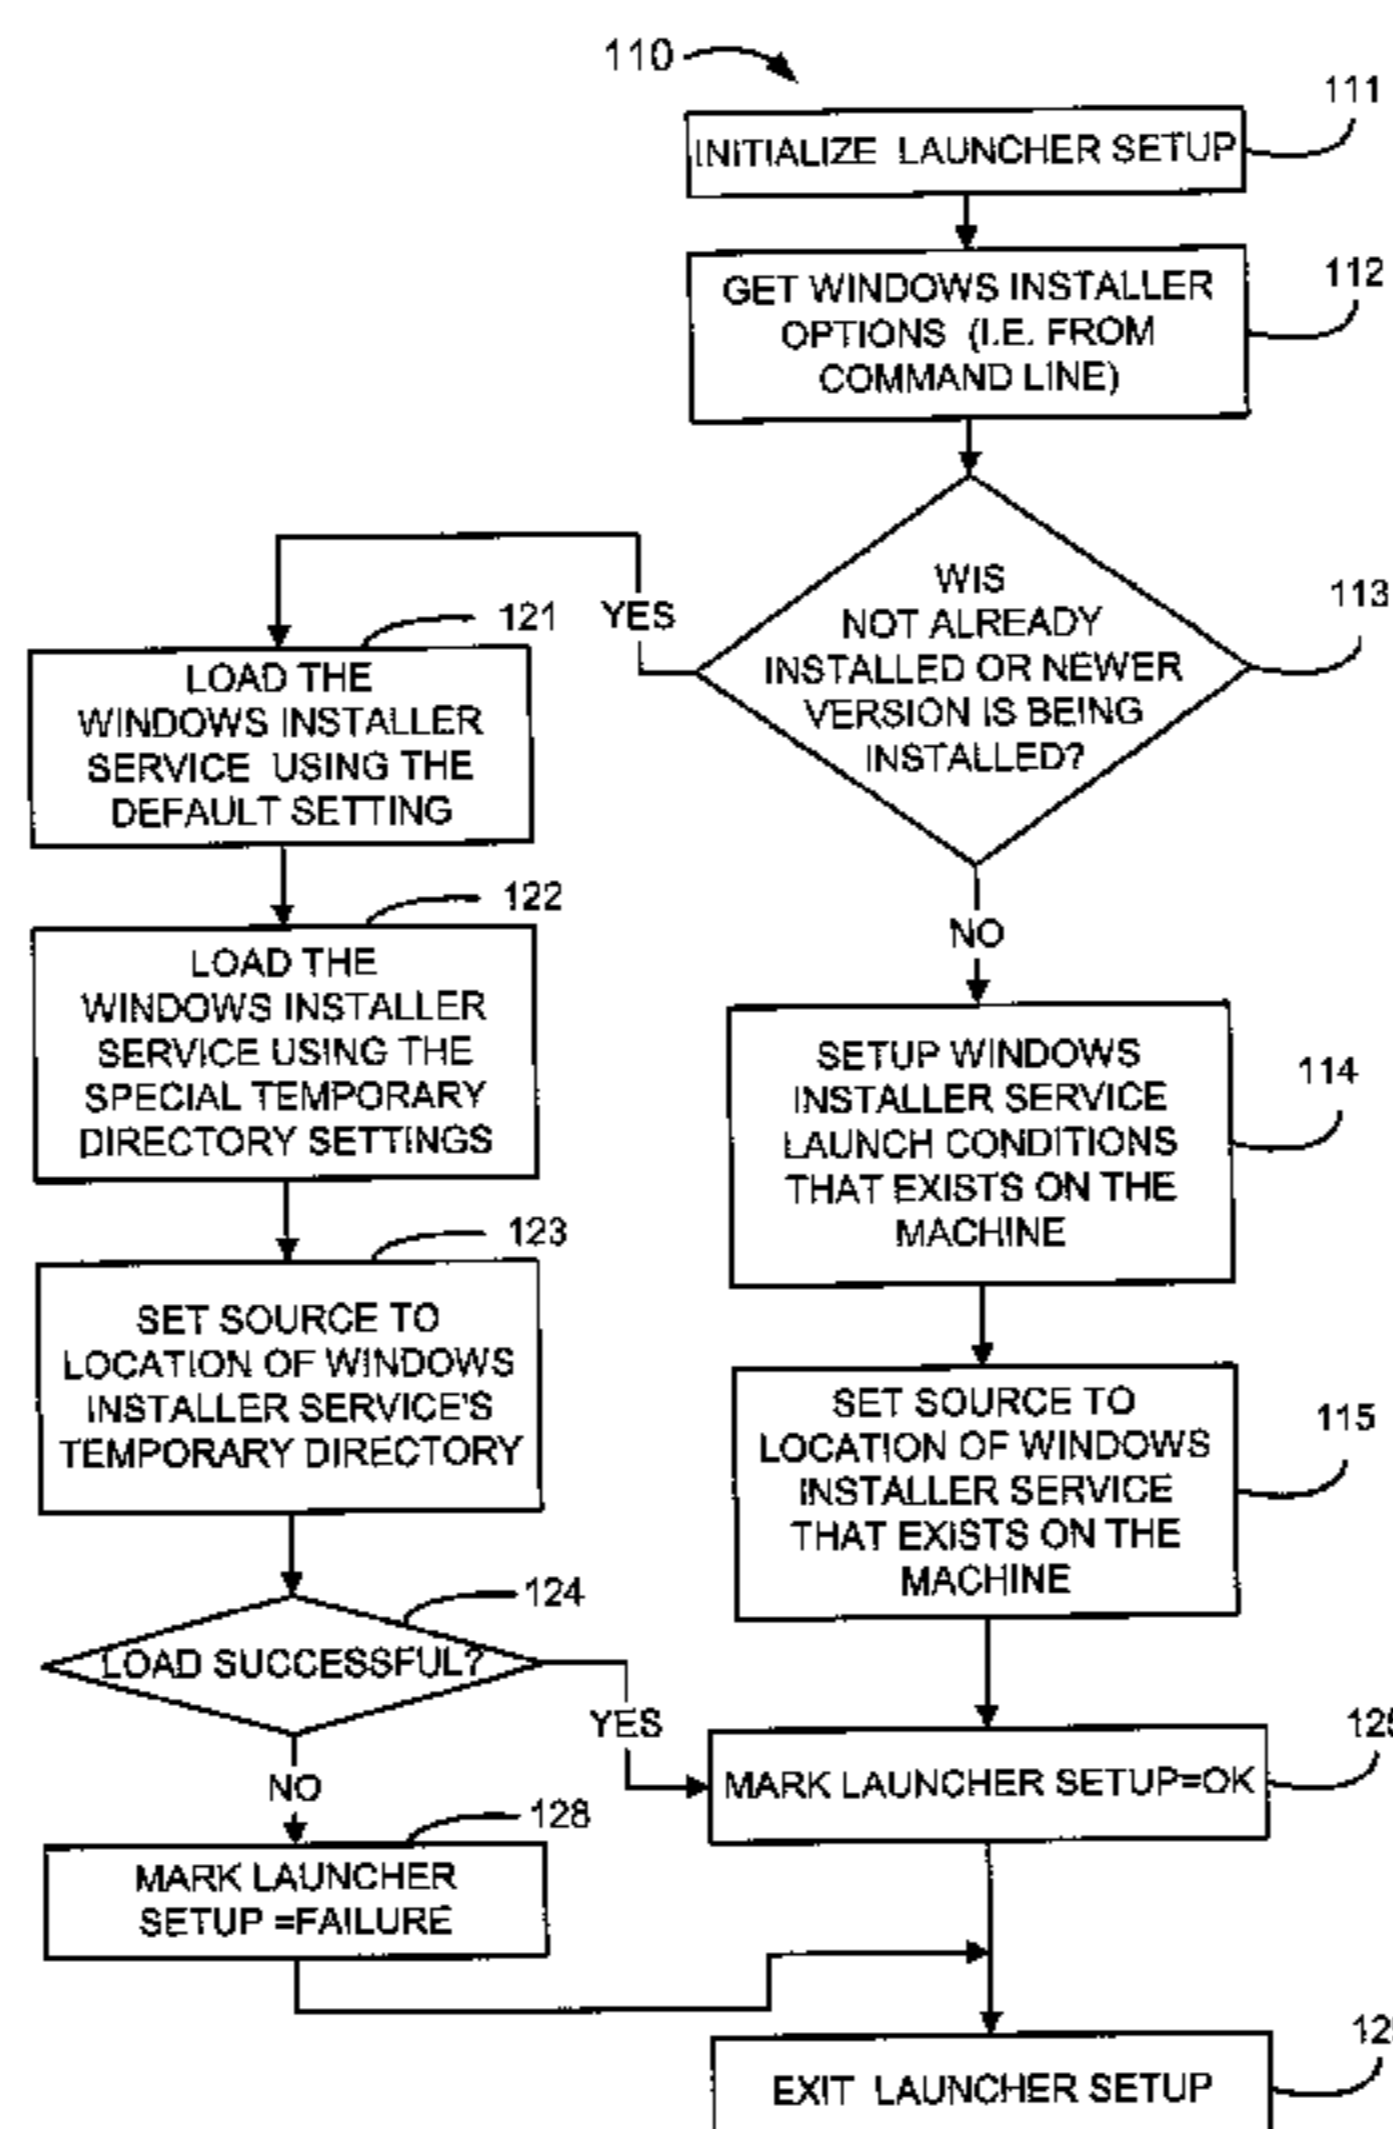 110
111
INITIALIZE LAUNCHER SETUP
112
GET WINDOWS INSTALLER
OPTIONS (I.E. FROM
COMMAND LINE)
113
WIS
NOT ALREADY
INSTALLED OR NEWER
VERSION IS BEING
INSTALLED?
YES
121
LOAD THE
WINDOWS INSTALLER
SERVICE USING THE
DEFAULT SETTING
122
LOAD THE
WINDOWS INSTALLER
SERVICE USING THE
SPECIAL TEMPORARY
DIRECTORY SETTINGS
123
SET SOURCE TO
LOCATION OF WINDOWS
INSTALLER SERVICE'S
TEMPORARY DIRECTORY
124
LOAD SUCCESSFUL?
YES
NO
128
MARK LAUNCHER
SETUP =FAILURE
NO
114
SETUP WINDOWS
INSTALLER SERVICE
LAUNCH CONDITIONS
THAT EXISTS ON THE
MACHINE
115
SET SOURCE TO
LOCATION OF WINDOWS
INSTALLER SERVICE
THAT EXISTS ON THE
MACHINE
MARK LAUNCHER SETUP=OK
EXIT LAUNCHER SETUP